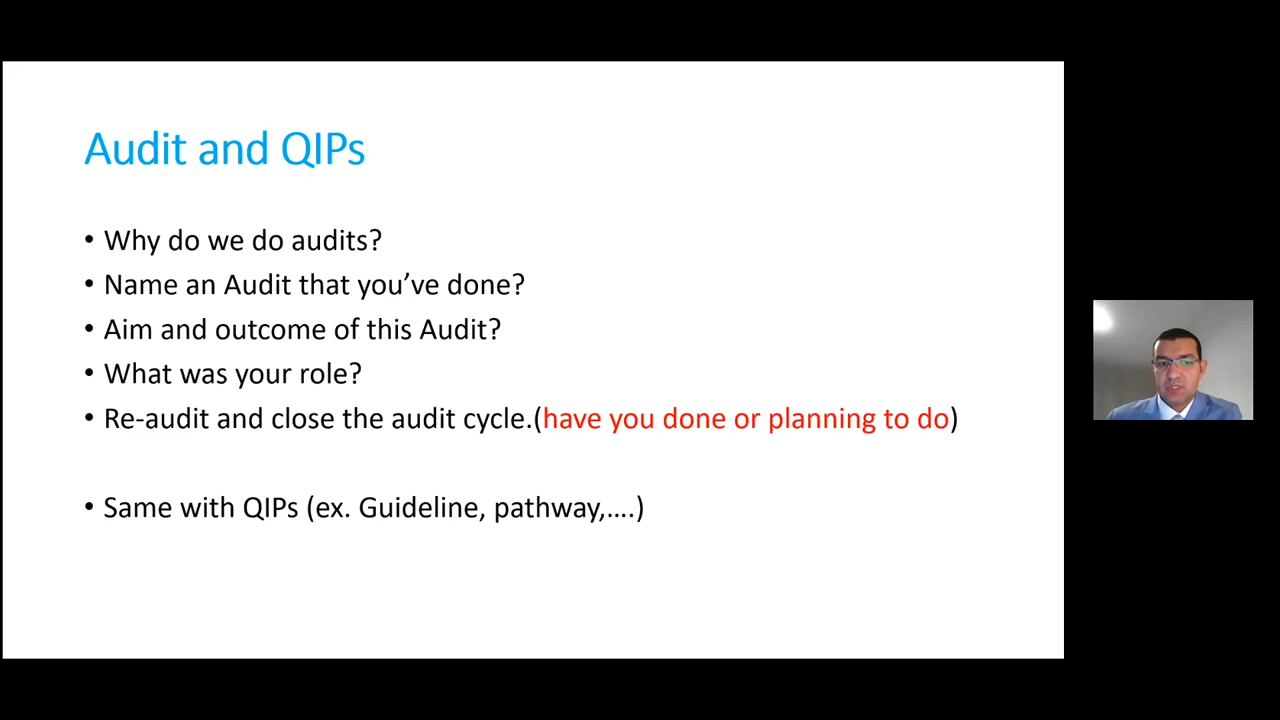 Audit and QIPs
• Why do we do audits?
• Name an Audit that you’ve done?
• Aim and outcome of this Audit?
• What was your role?
• Re-audit and close the audit cycle.(have you done or planning to do)
• Same with QIPs (ex. Guideline, pathway,….)